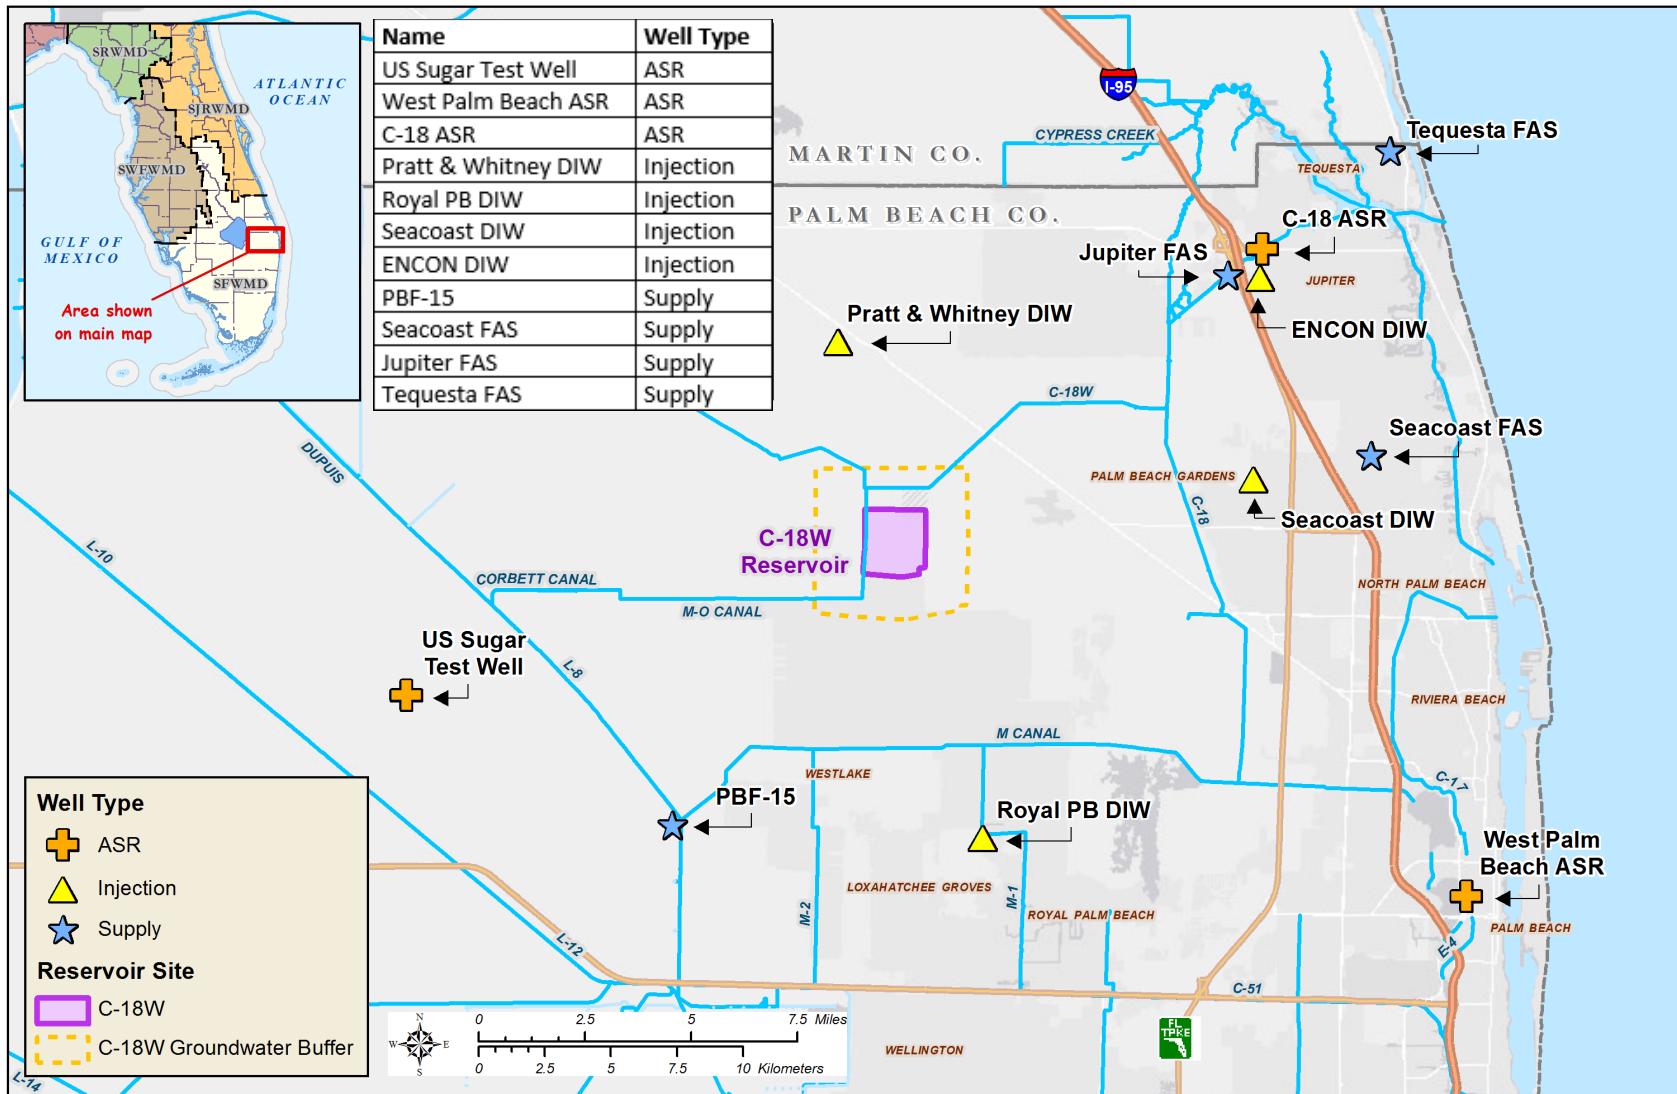 SRWMD
SJRWMD
SWFWMD
SFWMD
ATLANTIC
OCEAN
GULF OF
MEXICO
Area shown
on main map
Name Well Type
US Sugar Test Well ASR
West Palm Beach ASR ASR
C-18 ASR ASR
Pratt & Whitney DIW Injection
Royal PB DIW Injection
Seacoast DIW Injection
ENCON DIW Injection
PBF-15 Supply
Seacoast FAS Supply
Jupiter FAS Supply
Tequesta FAS Supply
I-95
CYPRESS CREEK
MARTIN CO.
PALM BEACH CO.
Tequesta FAS
TEQUESTA
C-18 ASR
Jupiter FAS
JUPITER
ENCON DIW
Pratt & Whitney DIW
C-18W
Seacoast FAS
PALM BEACH GARDENS
C-18
Seacoast DIW
DUPUIS
L-10
C-18W
Reservoir
CORBETT CANAL
M-O CANAL
NORTH PALM BEACH
US Sugar
Test Well
L-8
RIVIERA BEACH
M CANAL
WESTLAKE
C-17
PBF-15
Royal PB DIW
West Palm
Beach ASR
LOXAHATCHEE GROVES
M-2
M-1
ROYAL PALM BEACH
PALM BEACH
E-4
L-12
C-51
WELLINGTON
FL
TPKE
L-14
Well Type
ASR
Injection
Supply
Reservoir Site
C-18W
C-18W Groundwater Buffer
N
W E
S
0 2.5 5 7.5 Miles
0 2.5 5 7.5 10 Kilometers